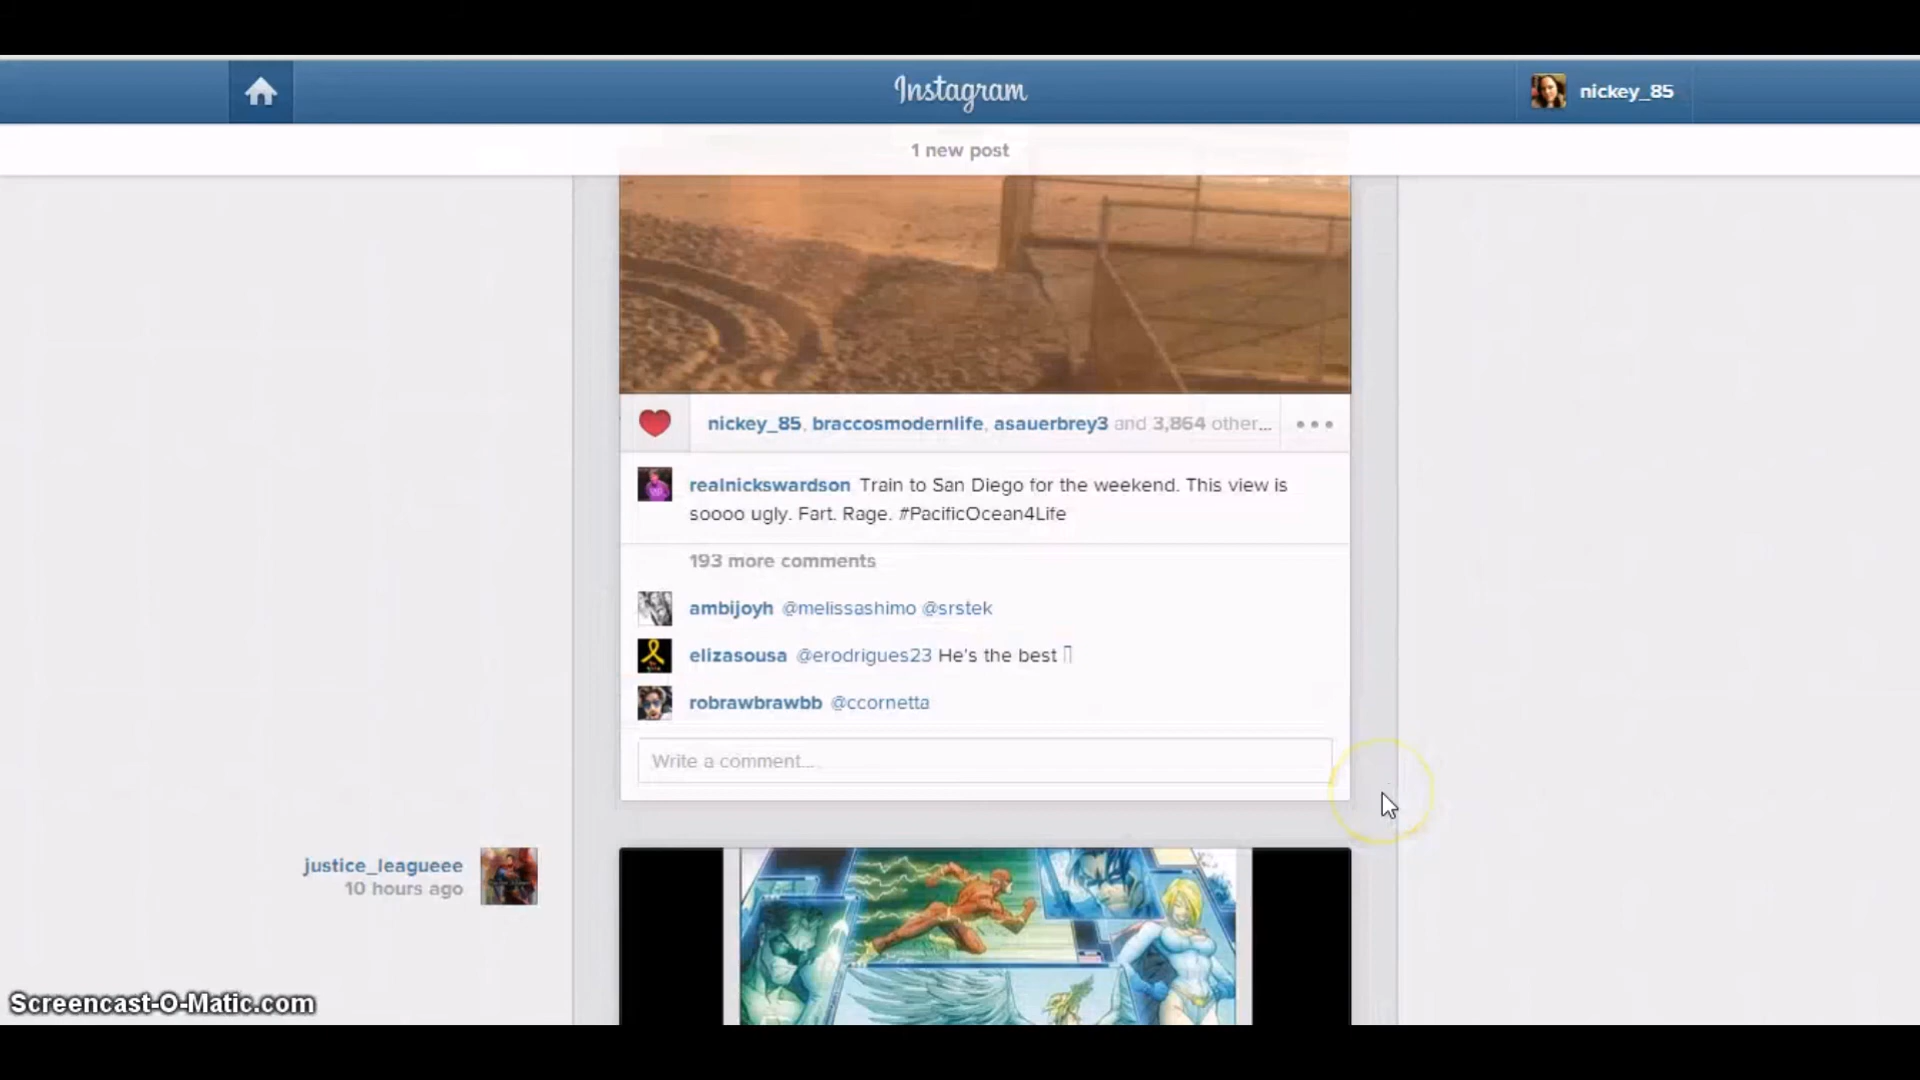 Instagram
nickey_85
1 new post
nickey_85, braccosmodernlife, asauerbrey3 and 3,864 other...
realnickswardson Train to San Diego for the weekend. This view is
soooo ugly. Fart. Rage. #PacificOcean4Life
193 more comments
ambijoyh @melissashimo @srstek
elizasousa @erodrigues23 He's the best
robrawbrawbb @ccornetta
Write a comment...
justice_leagueee
10 hours ago
Screencast-O-Matic.com